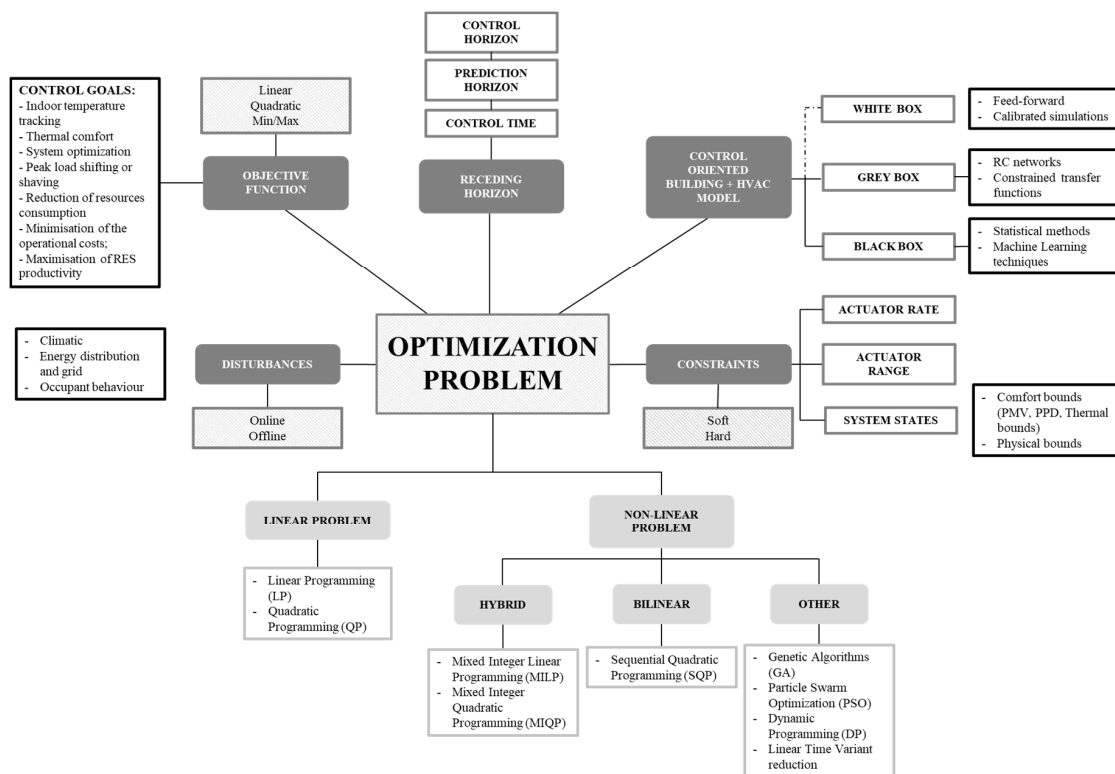 CONTROL
HORIZON
PREDICTION
HORIZON
CONTROL TIME
RECEDING
HORIZON
CONTROL GOALS:
- Indoor temperature
tracking
- Thermal comfort
- System optimization
- Peak load shifting or
shaving
- Reduction of resources
consumption
- Minimisation of the
operational costs;
- Maximisation of RES
productivity
Linear
Quadratic
Min/Max
OBJECTIVE
FUNCTION
CONTROL
ORIENTED
BUILDING + HVAC
MODEL
WHITE BOX
- Feed-forward
- Calibrated simulations
GREY BOX
- RC networks
- Constrained transfer
functions
BLACK BOX
- Statistical methods
- Machine Learning
techniques
OPTIMIZATION
PROBLEM
- Climatic
- Energy distribution
and grid
- Occupant behaviour
DISTURBANCES
Online
Offline
CONSTRAINTS
Soft
Hard
ACTUATOR RATE
ACTUATOR
RANGE
SYSTEM STATES
- Comfort bounds
(PMV, PPD, Thermal
bounds)
- Physical bounds
LINEAR PROBLEM
- Linear Programming
(LP)
- Quadratic
Programming (QP)
NON-LINEAR
PROBLEM
HYBRID
- Mixed Integer Linear
Programming (MILP)
- Mixed Integer
Quadratic
Programming (MIQP)
BILINEAR
- Sequential Quadratic
Programming (SQP)
OTHER
- Genetic Algorithms
(GA)
- Particle Swarm
Optimization (PSO)
- Dynamic
Programming (DP)
- Linear Time Variant
reduction